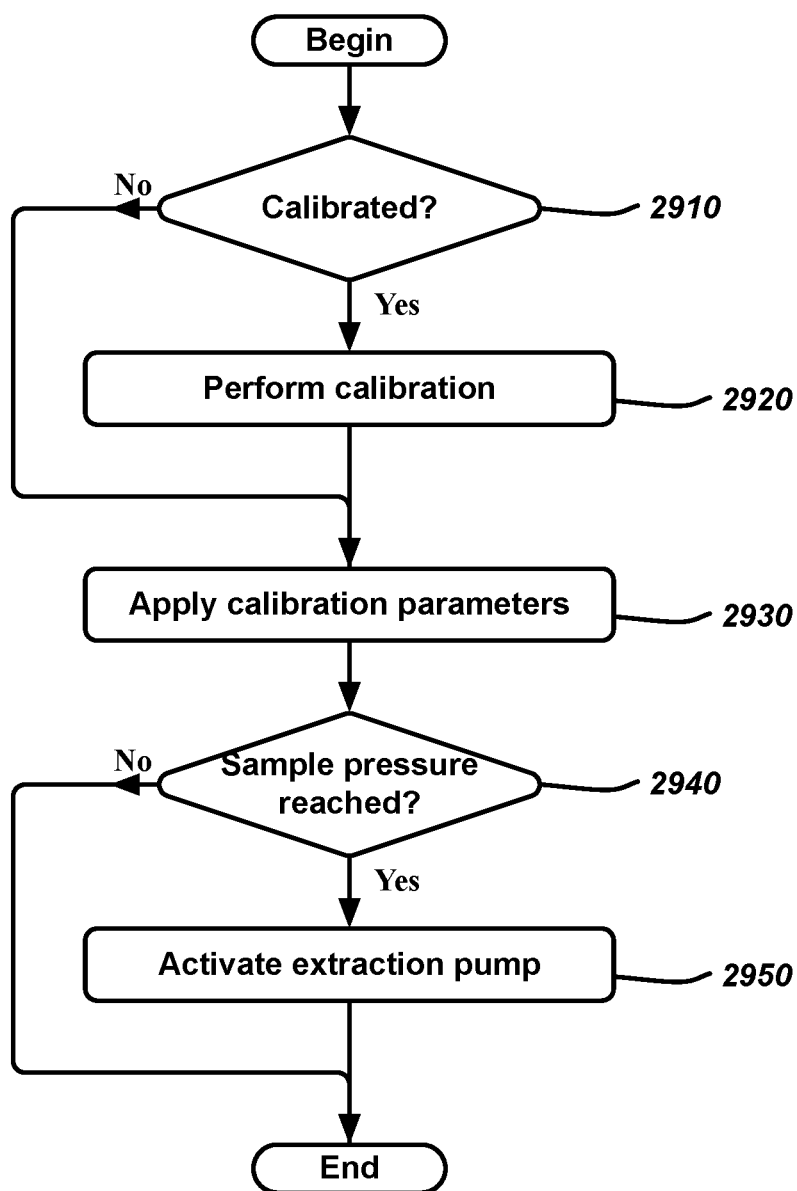 Begin
No
Calibrated?
2910
Yes
Perform calibration
2920
Apply calibration parameters
2930
No
Sample pressure
reached?
2940
Yes
Activate extraction pump
2950
End